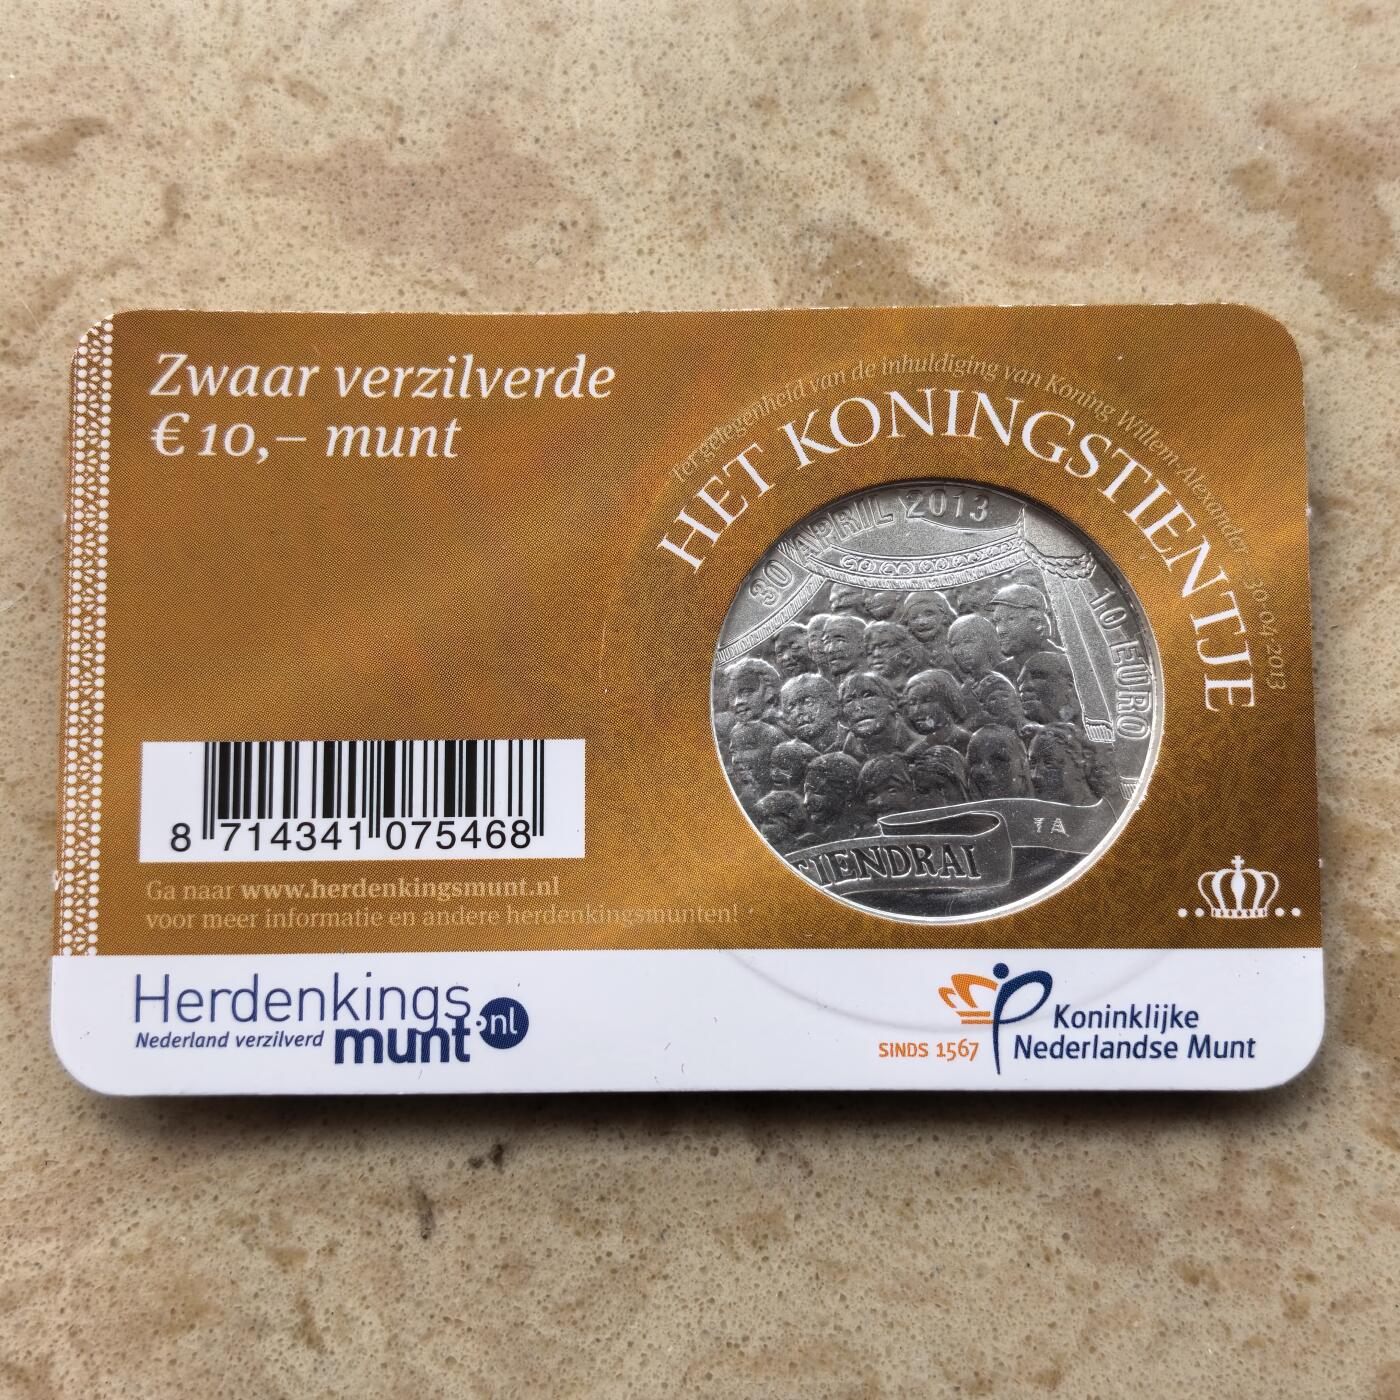 Zwaar verzilverde
€ 10,– munt
Ter gelegenheid van de inhuldiging van Koning Willem-Alexander - 30-04-2013
HET KONINGSTIENTJE
30 APRIL 2013
10 EURO
TA
TIENDRAI
8 714341 075468
Ga naar www.herdenkingsmunt.nl
voor meer informatie en andere herdenkingsmunten!
Herdenkings
munt.nl
Nederland verzilverd
SINDS 1567
Koninklijke
Nederlandse Munt